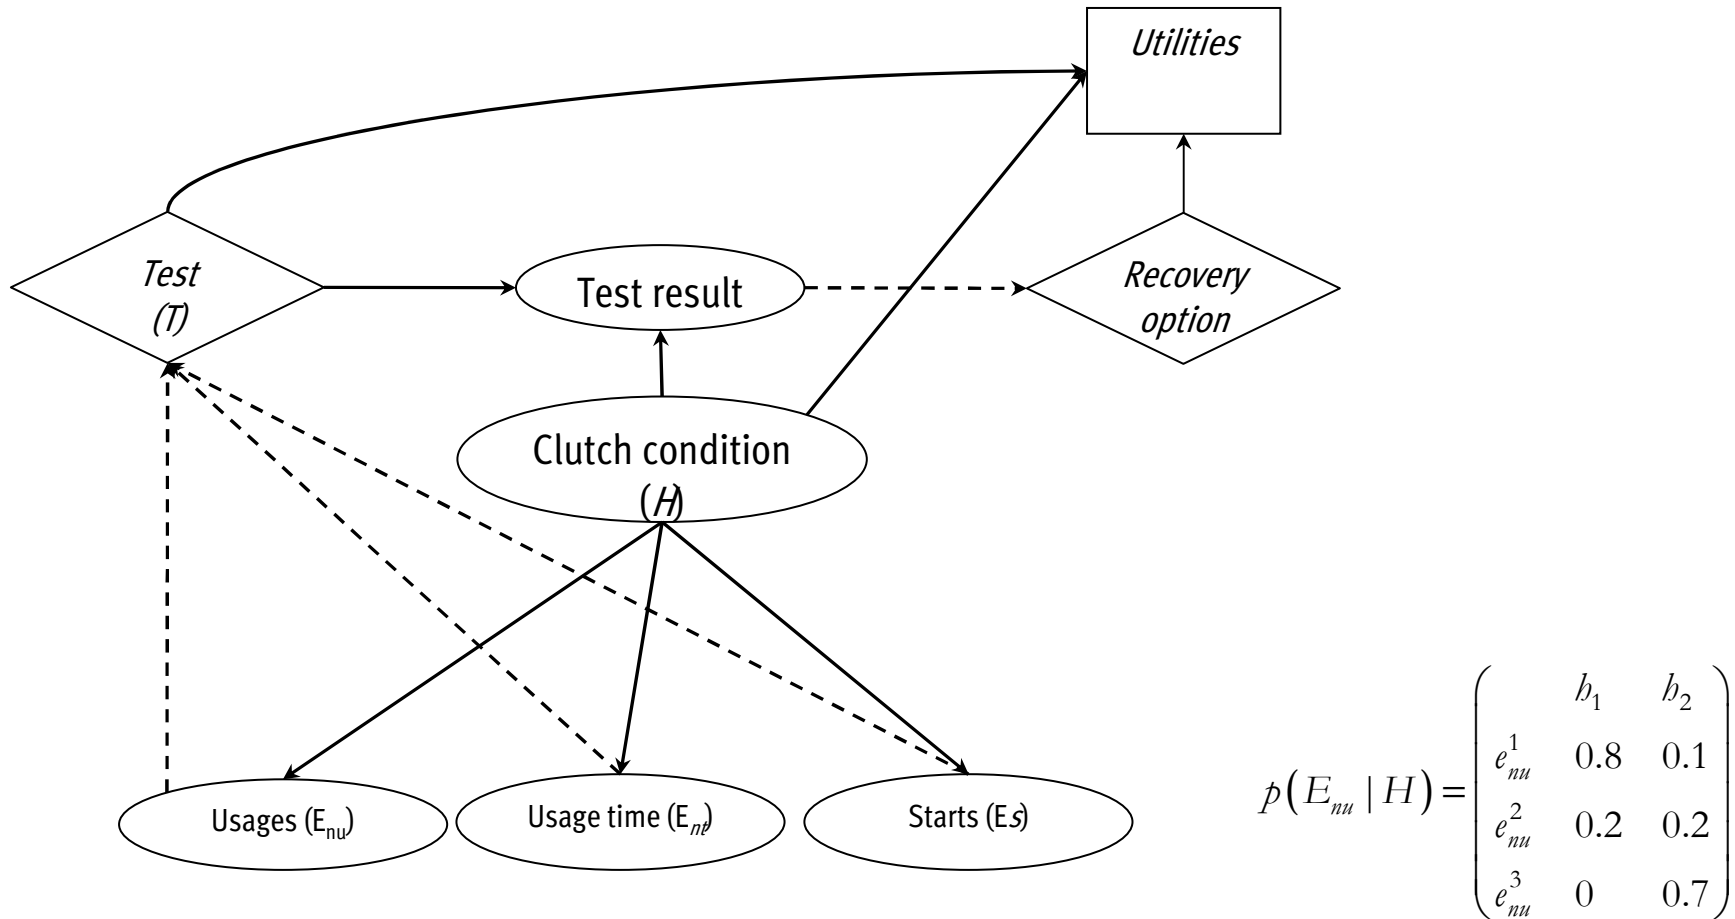 Utilities
Test
(T)
Test result
Recovery
option
Clutch condition
(H)
Usages (E_nu)
Usage time (E_nt)
Starts (Es)
h_1 h_2
e_nu^1 0.8 0.1
p(E_nu | H) = e_nu^2 0.2 0.2
e_nu^3 0 0.7